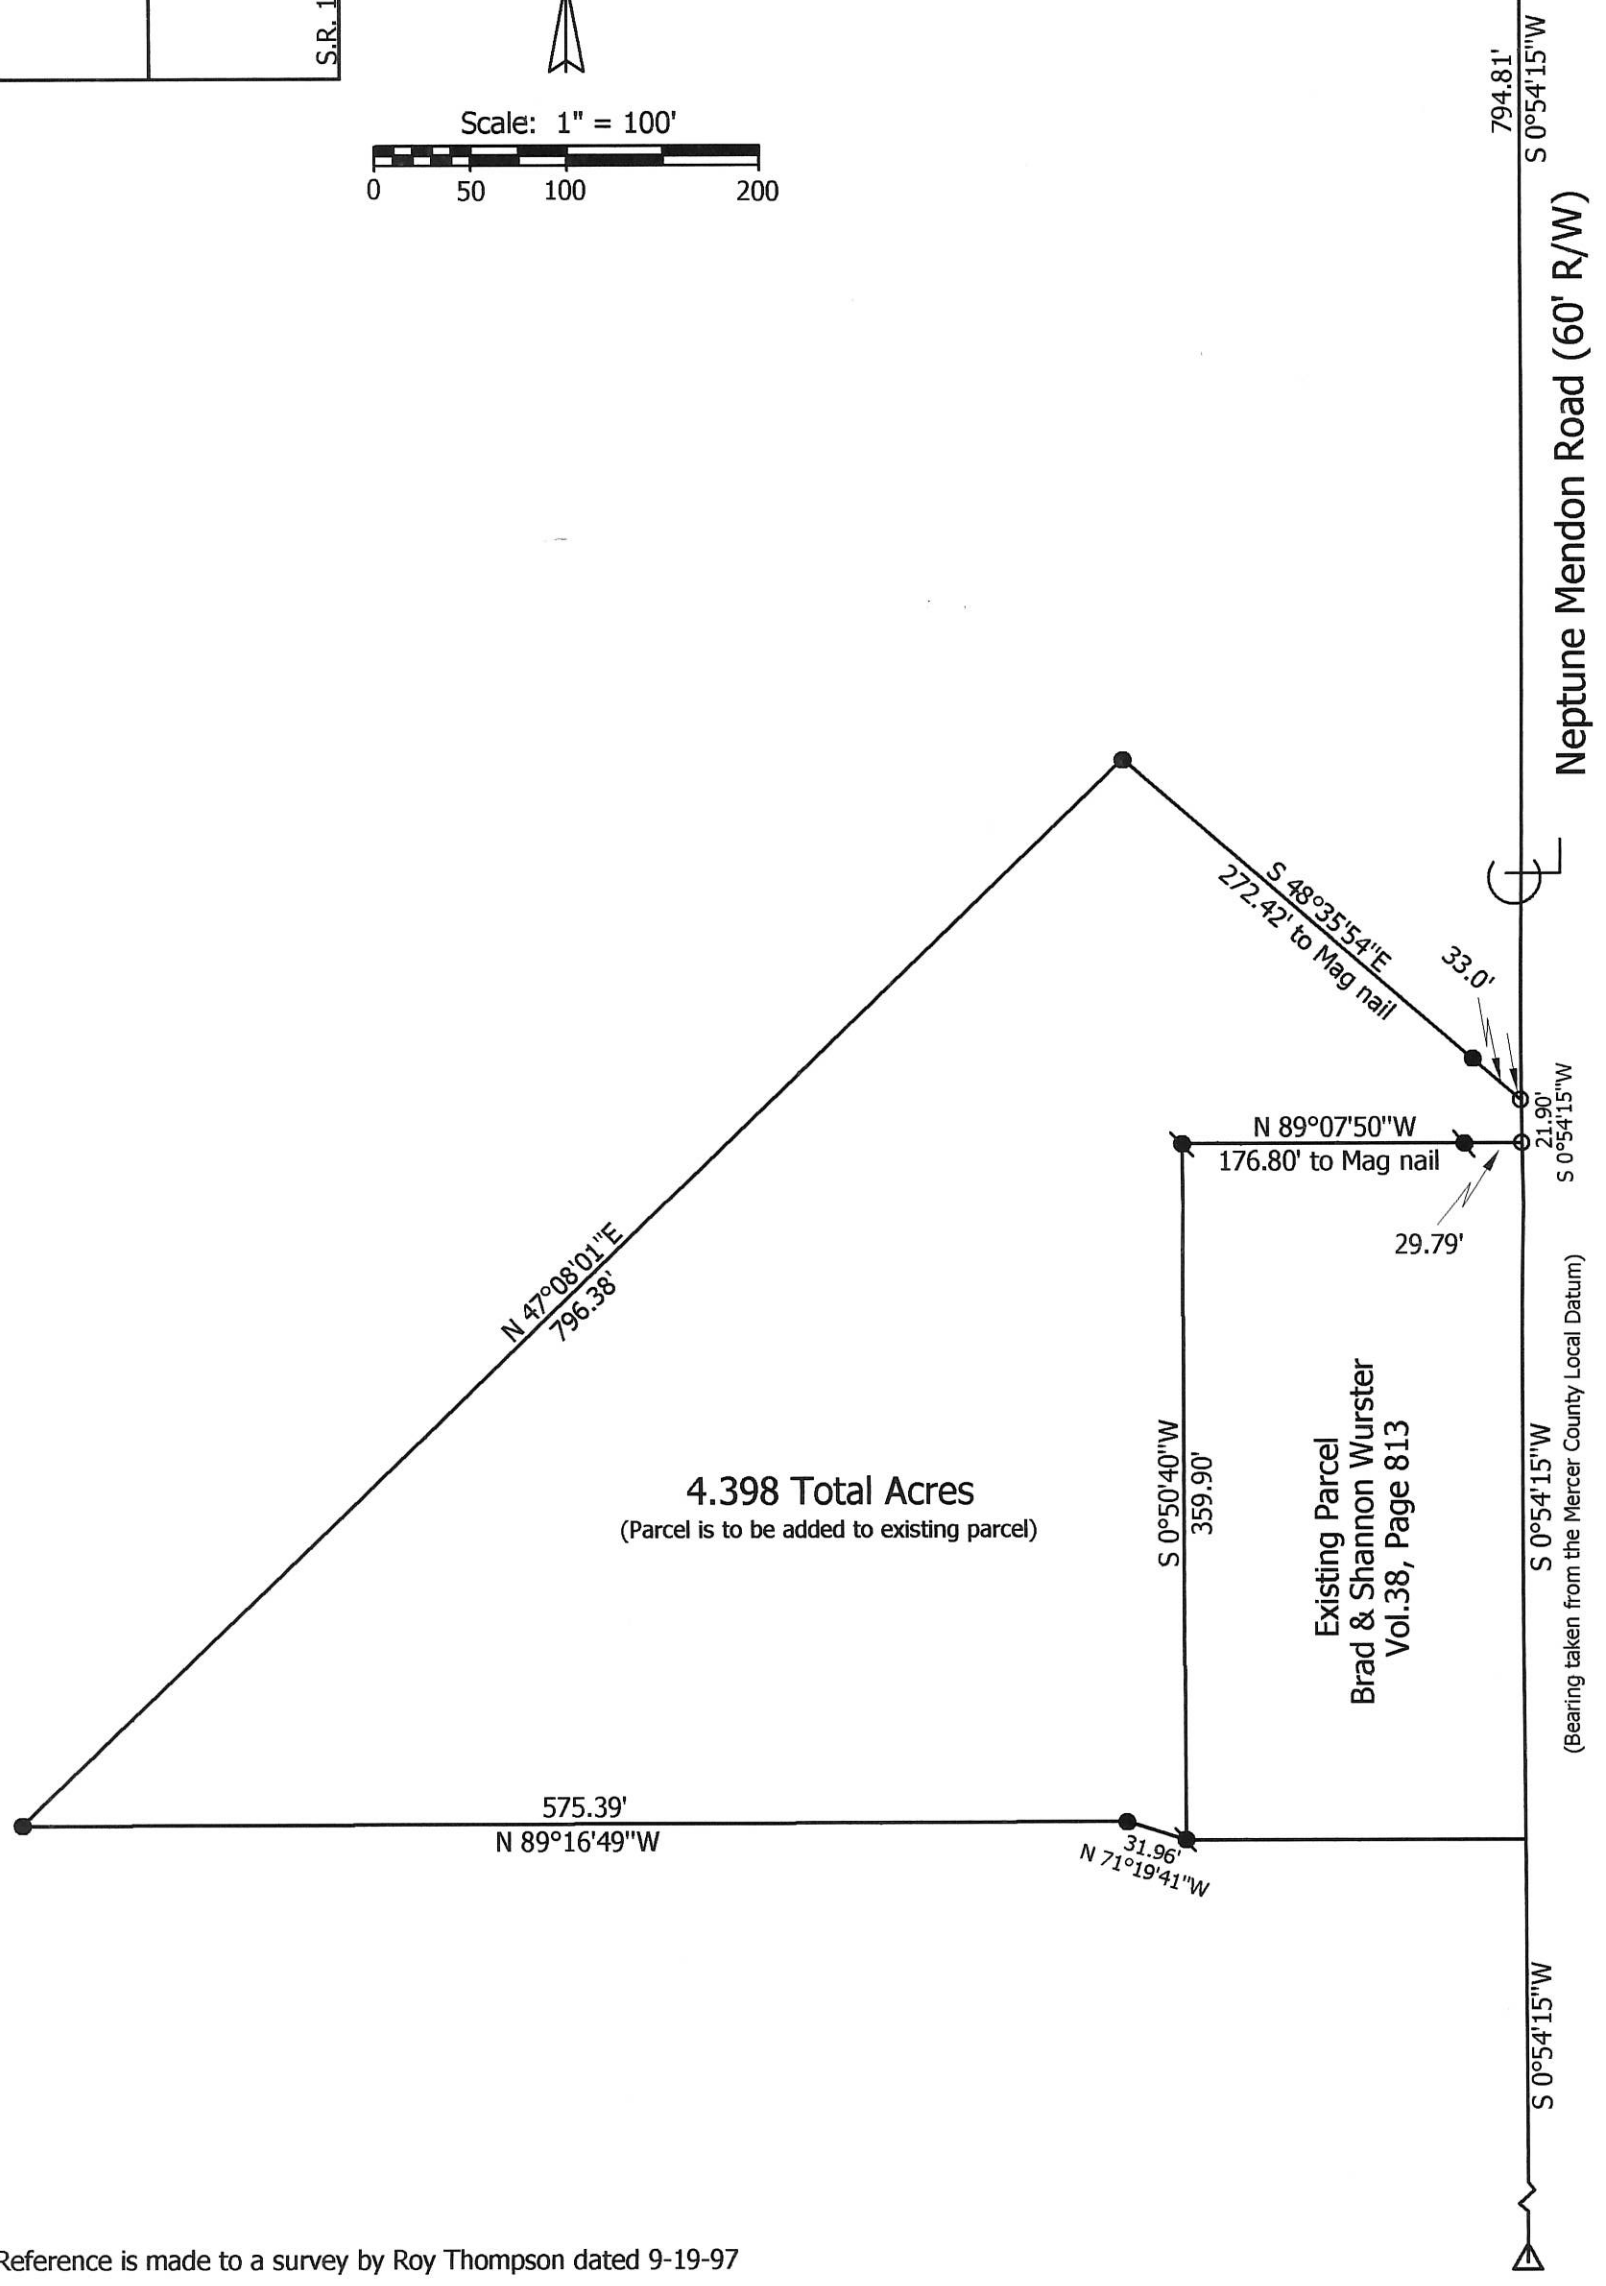 S.R. 1
794.81'
S 0°54'15"W
Scale: 1" = 100'
0 50 100 200
Neptune Mendon Road (60' R/W)
S 48°35'54"E
272.42' to Mag nail
33.0'
21.90'
S 0°54'15"W
N 89°07'50"W
176.80' to Mag nail
29.79'
N 47°08'01"E
796.38'
S 0°50'40"W
359.90'
Existing Parcel
Brad & Shannon Wurster
Vol.38, Page 813
S 0°54'15"W
(Bearing taken from the Mercer County Local Datum)
4.398 Total Acres
(Parcel is to be added to existing parcel)
575.39'
N 89°16'49"W
31.96'
N 71°19'41"W
S 0°54'15"W
Reference is made to a survey by Roy Thompson dated 9-19-97